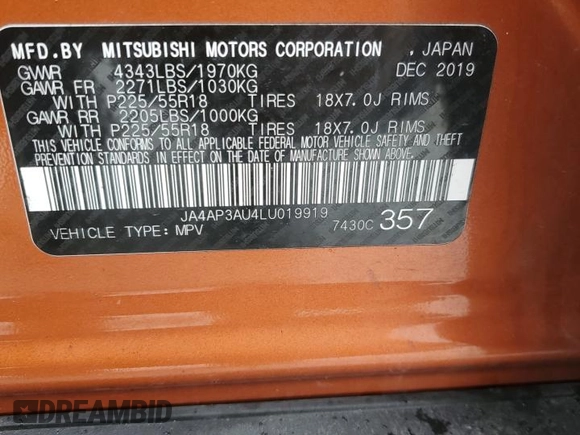 MFD.BY MITSUBISHI MOTORS CORPORATION , JAPAN
GVWR 4343LBS/1970KG DEC 2019
GAWR FR 2271LBS/1030KG
WITH P225/55R18 TIRES 18X7.0J RIMS
GAWR RR 2205LBS/1000KG
WITH P225/55R18 TIRES 18X7.0J RIMS
THIS VEHICLE CONFORMS TO ALL APPLICABLE FEDERAL MOTOR VEHICLE SAFETY AND THEFT
PREVENTION STANDARDS IN EFFECT ON THE DATE OF MANUFACTURE SHOWN ABOVE.
JA4AP3AU4LU019919
VEHICLE TYPE: MPV 7430C 357
DREAMBID